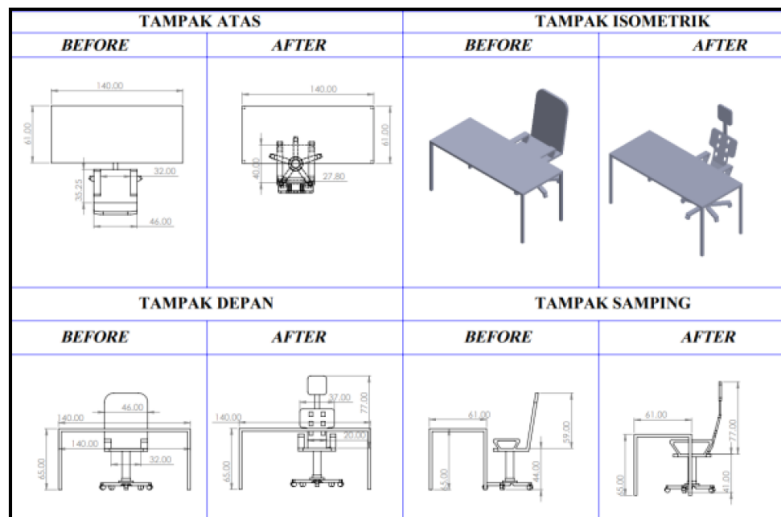 TAMPAK ATAS
TAMPAK ISOMETRIK
BEFORE
AFTER
BEFORE
AFTER
140.00
61.00
32.00
35.25
46.00
140.00
61.00
40.00
27.80
TAMPAK DEPAN
TAMPAK SAMPING
BEFORE
AFTER
BEFORE
AFTER
46.00
140.00
140.00
65.00
32.00
77.00
37.00
140.00
20.00
65.00
61.00
59.00
65.00
44.00
61.00
77.00
65.00
41.00